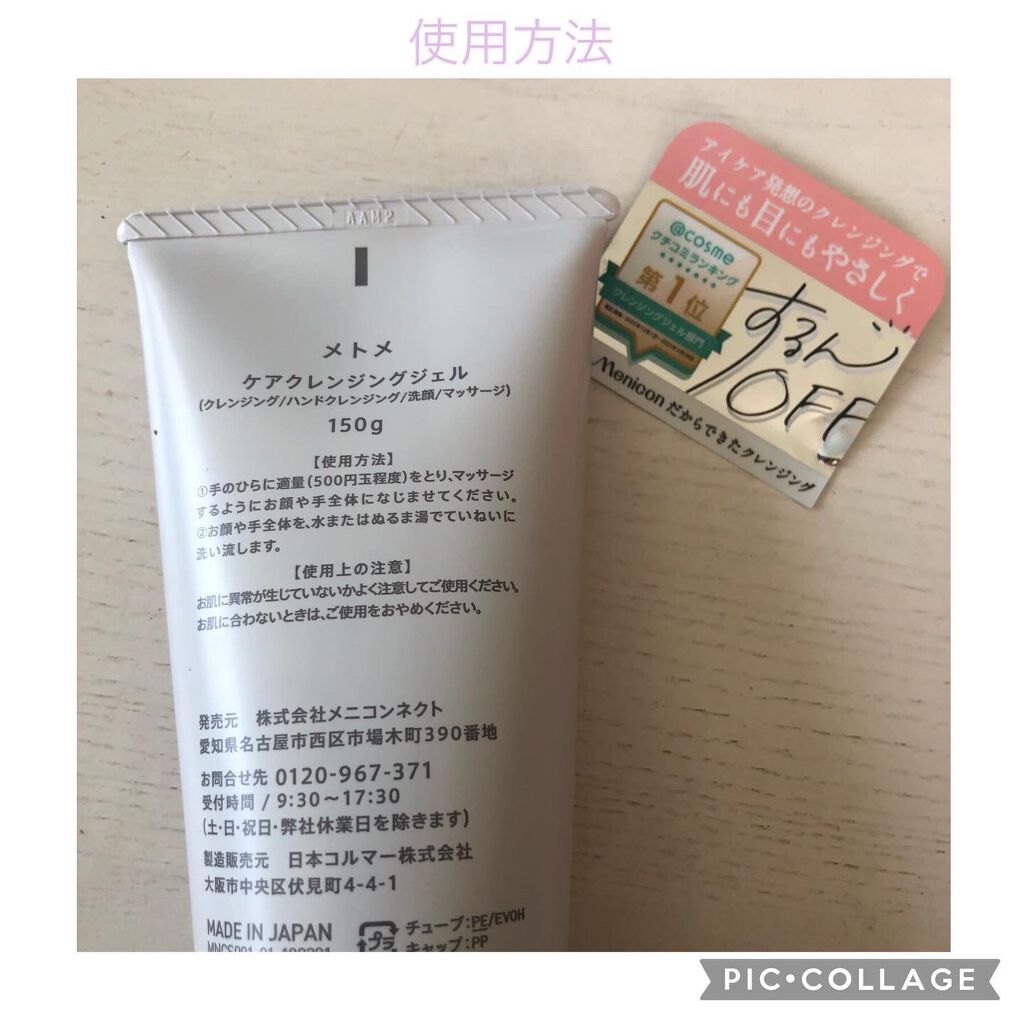 使用方法
AAM2
メトメ
ケアクレンジングジェル
(クレンジング/ハンドクレンジング/洗顔/マッサージ)
150g
【使用方法】
①手のひらに適量(500円玉程度)をとり、マッサージ
するようにお顔や手全体になじませてください。
②お顔や手全体を、水またはぬるま湯でていねいに
洗い流します。
【使用上の注意】
お肌に異常が生じていないかよく注意してご使用ください。
お肌に合わないときは、ご使用をおやめください。
発売元 株式会社メニコンネクト
愛知県名古屋市西区市場木町390番地
お問合せ先 0120-967-371
受付時間 / 9:30〜17:30
(土・日・祝日・弊社休業日を除きます)
製造販売元 日本コルマー株式会社
大阪市中央区伏見町4-4-1
MADE IN JAPAN
プラ
チューブ:PE/EVOH
キャップ:PP
アイケア発想のクレンジングで
肌にも目にもやさしく
@cosme
クチコミランキング
第1位
クレンジングジェル部門
するん
OFF
Menicon だからできたクレンジング
PIC•COLLAGE